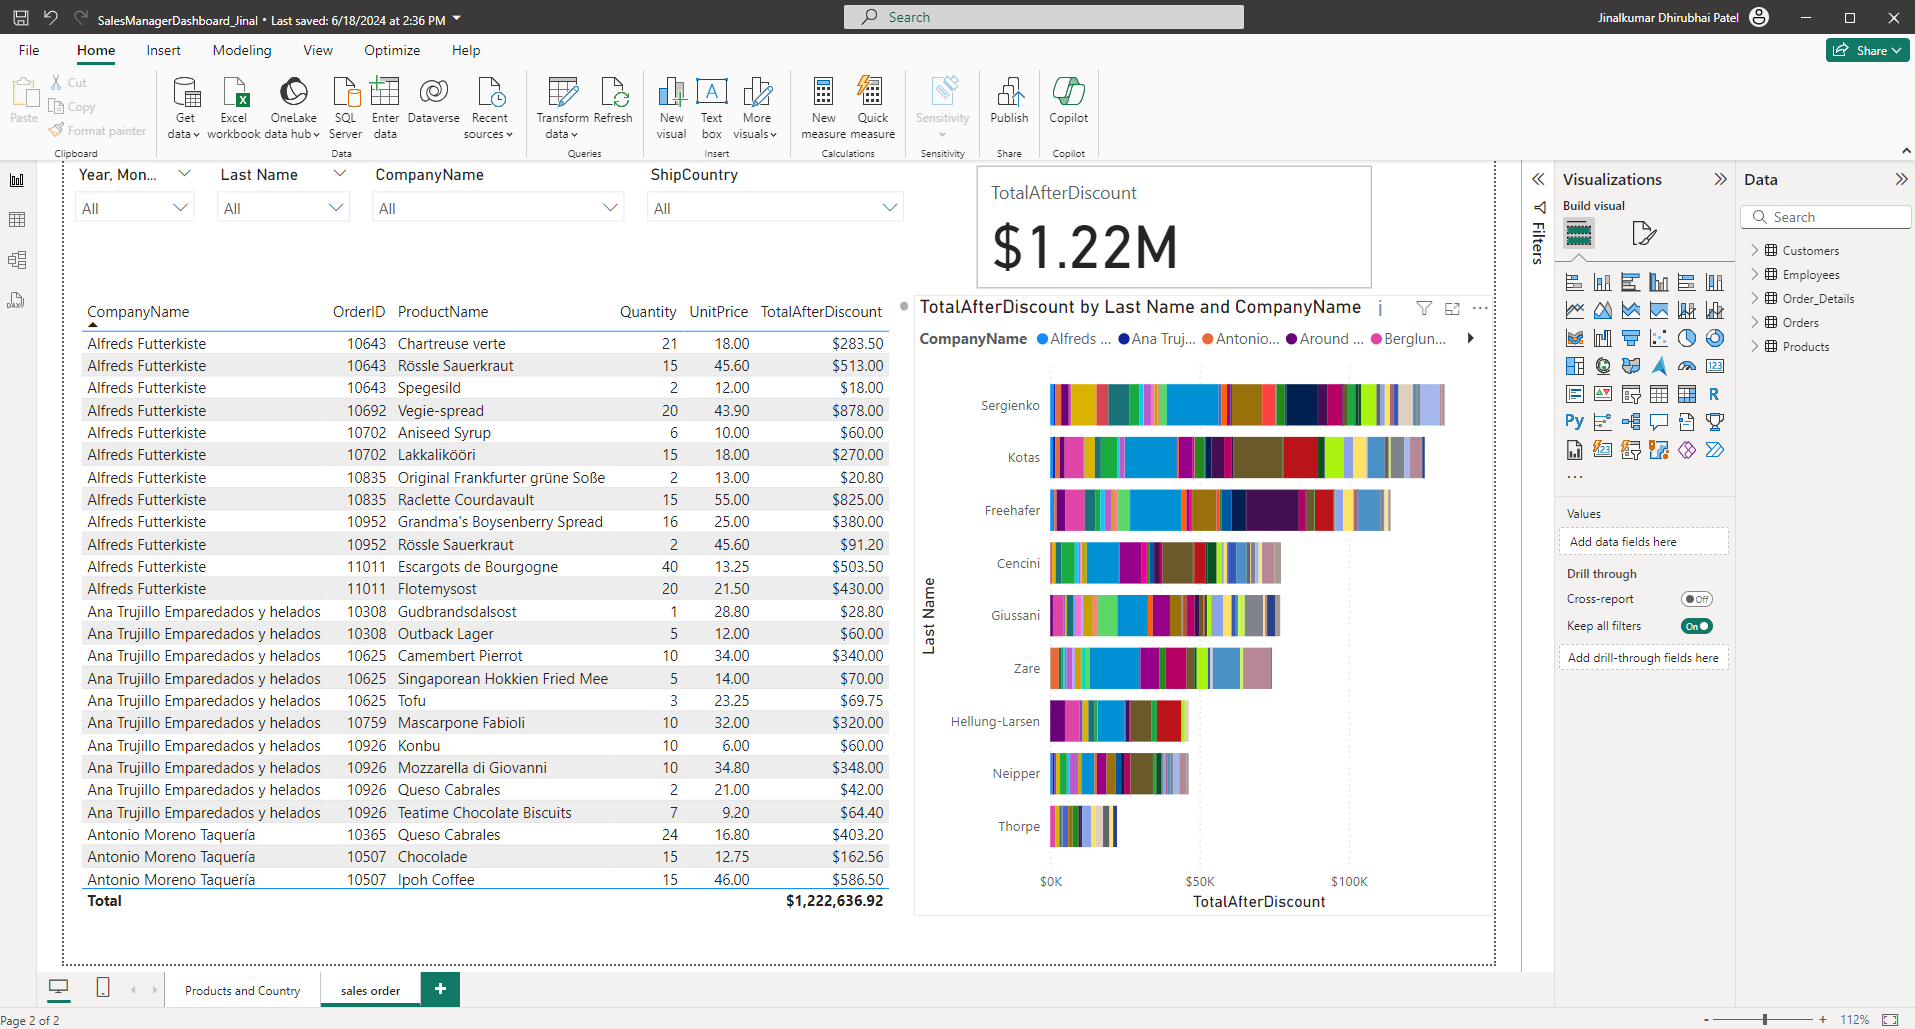 SalesManagerDashboard_Jinal • Last saved: 6/18/2024 at 2:36 PM
Search
Jinalkumar Dhirubhai Patel
File Home Insert Modeling View Optimize Help
Share
Paste
Cut
Copy
Format painter
Clipboard
Get data
Excel workbook
OneLake data hub
SQL Server
Enter data
Dataverse
Recent sources
Data
Transform data
Refresh
Queries
New visual
Text box
More visuals
Insert
New measure
Quick measure
Calculations
Sensitivity
Sensitivity
Publish
Share
Copilot
Copilot
Year, Mon... Last Name CompanyName ShipCountry
All All All All
TotalAfterDiscount
$1.22M
CompanyName OrderID ProductName Quantity UnitPrice TotalAfterDiscount
Alfreds Futterkiste 10643 Chartreuse verte 21 18.00 $283.50
Alfreds Futterkiste 10643 Rössle Sauerkraut 15 45.60 $513.00
Alfreds Futterkiste 10643 Spegesild 2 12.00 $18.00
Alfreds Futterkiste 10692 Vegie-spread 20 43.90 $878.00
Alfreds Futterkiste 10702 Aniseed Syrup 6 10.00 $60.00
Alfreds Futterkiste 10702 Lakkalikööri 15 18.00 $270.00
Alfreds Futterkiste 10835 Original Frankfurter grüne Soße 2 13.00 $20.80
Alfreds Futterkiste 10835 Raclette Courdavault 15 55.00 $825.00
Alfreds Futterkiste 10952 Grandma's Boysenberry Spread 16 25.00 $380.00
Alfreds Futterkiste 10952 Rössle Sauerkraut 2 45.60 $91.20
Alfreds Futterkiste 11011 Escargots de Bourgogne 40 13.25 $503.50
Alfreds Futterkiste 11011 Flotemysost 20 21.50 $430.00
Ana Trujillo Emparedados y helados 10308 Gudbrandsdalsost 1 28.80 $28.80
Ana Trujillo Emparedados y helados 10308 Outback Lager 5 12.00 $60.00
Ana Trujillo Emparedados y helados 10625 Camembert Pierrot 10 34.00 $340.00
Ana Trujillo Emparedados y helados 10625 Singaporean Hokkien Fried Mee 5 14.00 $70.00
Ana Trujillo Emparedados y helados 10625 Tofu 3 23.25 $69.75
Ana Trujillo Emparedados y helados 10759 Mascarpone Fabioli 10 32.00 $320.00
Ana Trujillo Emparedados y helados 10926 Konbu 10 6.00 $60.00
Ana Trujillo Emparedados y helados 10926 Mozzarella di Giovanni 10 34.80 $348.00
Ana Trujillo Emparedados y helados 10926 Queso Cabrales 2 21.00 $42.00
Ana Trujillo Emparedados y helados 10926 Teatime Chocolate Biscuits 7 9.20 $64.40
Antonio Moreno Taquería 10365 Queso Cabrales 24 16.80 $403.20
Antonio Moreno Taquería 10507 Chocolade 15 12.75 $162.56
Antonio Moreno Taquería 10507 Ipoh Coffee 15 46.00 $586.50
Total $1,222,636.92
TotalAfterDiscount by Last Name and CompanyName
CompanyName Alfreds ... Ana Truj... Antonio... Around ... Berglun...
Last Name
Sergienko
Kotas
Freehafer
Cencini
Giussani
Zare
Hellung-Larsen
Neipper
Thorpe
$0K $50K $100K
TotalAfterDiscount
Filters
Visualizations
Build visual
R
Py
123
Values
Add data fields here
Drill through
Cross-report Off
Keep all filters On
Add drill-through fields here
Data
Search
Customers
Employees
Order_Details
Orders
Products
Products and Country
sales order
Page 2 of 2
112%